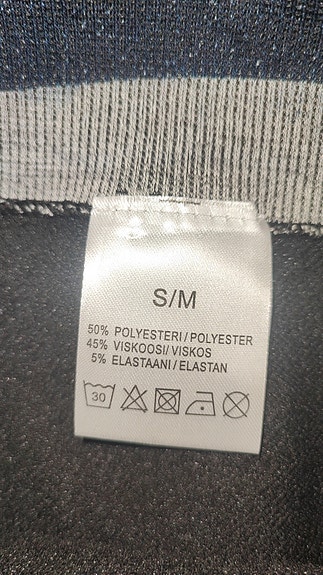 S/M
50% POLYESTERI/POLYESTER
45% VISKOOSI/VISKOS
5% ELASTAANI/ELASTAN
30